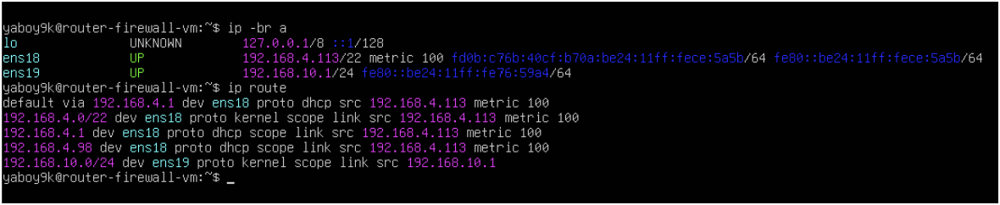 yaboy9k@router-firewall-vm:~$ ip -br a
lo UNKNOWN 127.0.0.1/8 ::1/128
ens18 UP 192.168.4.113/22 metric 100 fd0b:c76b:40cf:b70a:be24:11ff:fece:5a5b/64 fe80::be24:11ff:fece:5a5b/64
ens19 UP 192.168.10.1/24 fe80::be24:11ff:fe76:59a4/64
yaboy9k@router-firewall-vm:~$ ip route
default via 192.168.4.1 dev ens18 proto dhcp src 192.168.4.113 metric 100
192.168.4.0/22 dev ens18 proto kernel scope link src 192.168.4.113 metric 100
192.168.4.1 dev ens18 proto dhcp scope link src 192.168.4.113 metric 100
192.168.4.98 dev ens18 proto dhcp scope link src 192.168.4.113 metric 100
192.168.10.0/24 dev ens19 proto kernel scope link src 192.168.10.1
yaboy9k@router-firewall-vm:~$ _